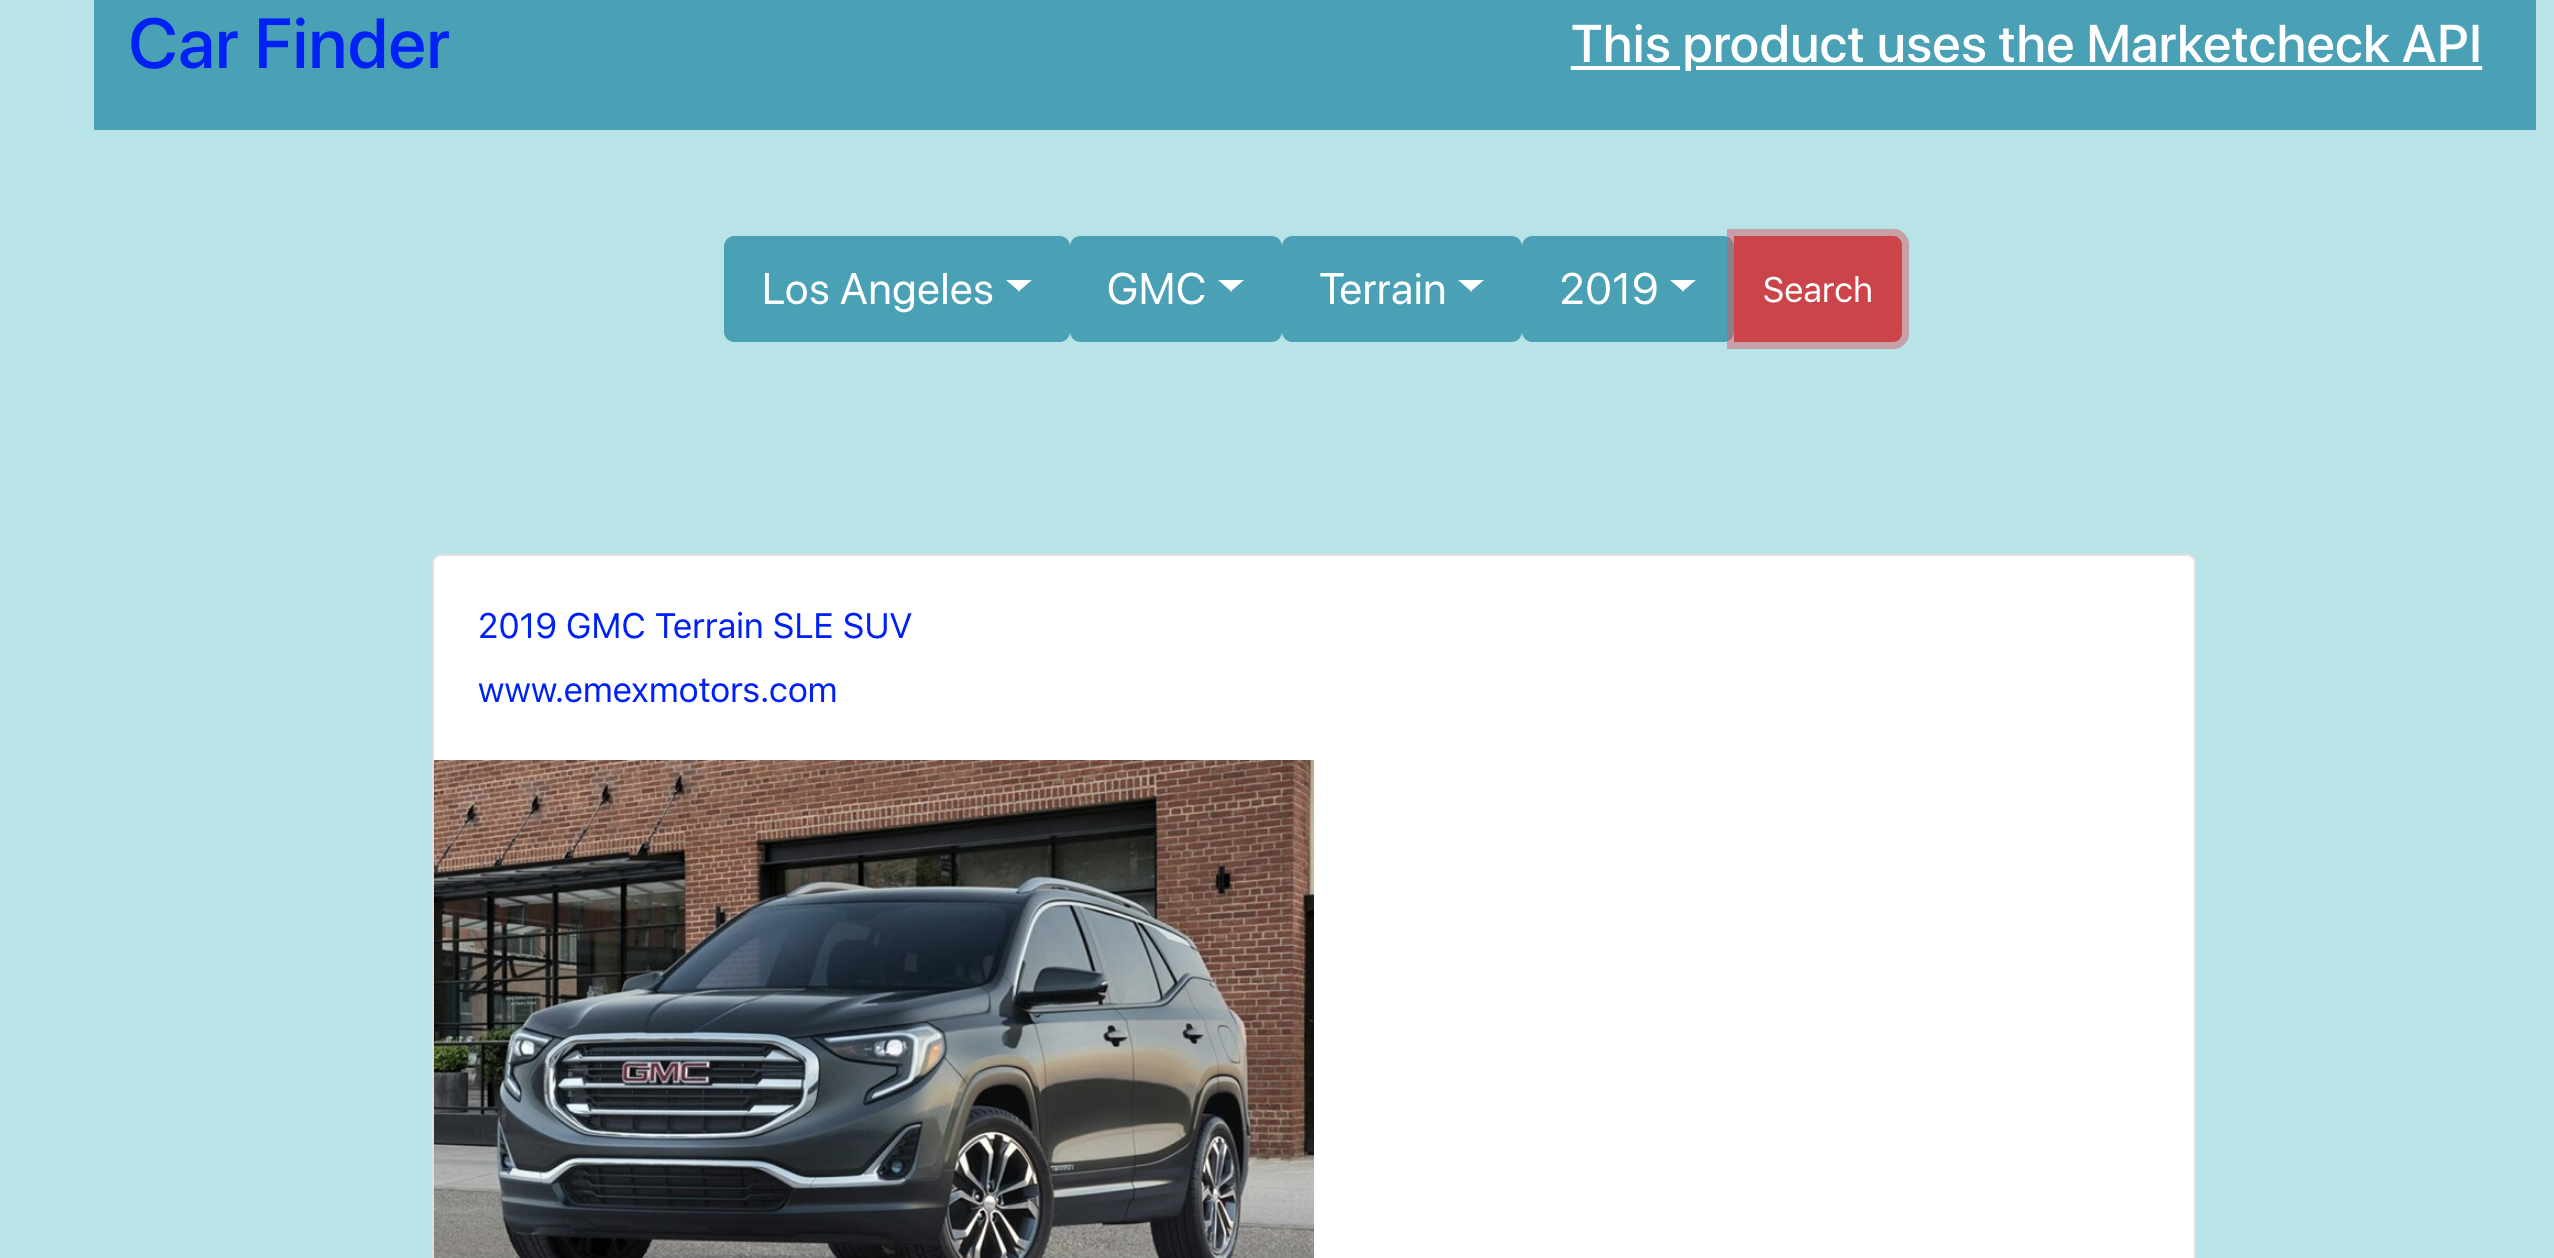 Car Finder
This product uses the Marketcheck API
Los Angeles
GMC
Terrain
2019
Search
2019 GMC Terrain SLE SUV
www.emexmotors.com
GMC